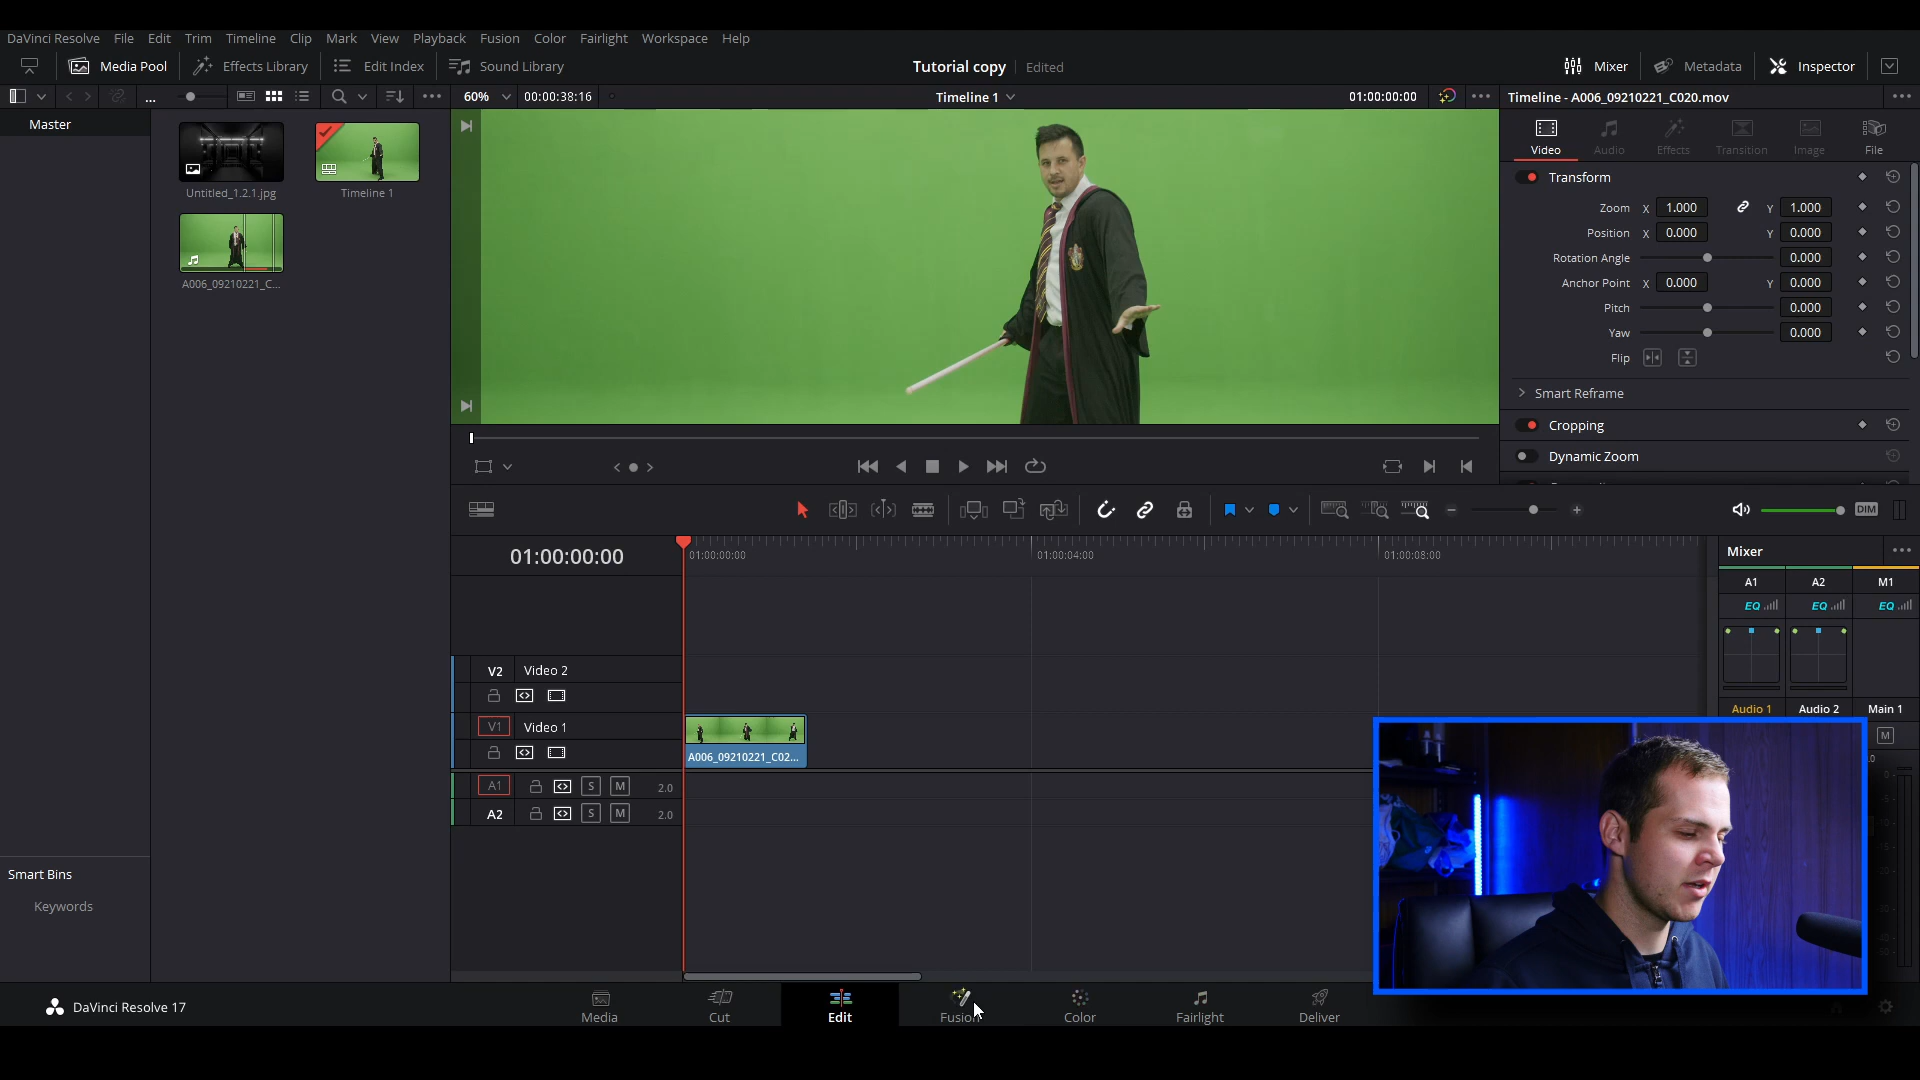 DaVinci Resolve File Edit Trim Timeline Clip Mark View Playback Fusion Color Fairlight Workspace Help
Media Pool Effects Library Edit Index Sound Library Tutorial copy Edited Mixer Metadata Inspector
... 60% 00:00:38:16 Timeline 1 01:00:00:00 Timeline - A006_09210221_C020.mov
Master
Untitled_1.2.1.jpg
Timeline 1
A006_09210221_C...
Video Audio Effects Transition Image File
Transform
Zoom X 1.000 Y 1.000
Position X 0.000 Y 0.000
Rotation Angle 0.000
Anchor Point X 0.000 Y 0.000
Pitch 0.000
Yaw 0.000
Flip
Smart Reframe
Cropping
Dynamic Zoom
DIM
01:00:00:00
01:00:00:00 01:00:04:00 01:00:08:00
V2 Video 2
V1 Video 1
A006_09210221_C02...
A1 S M 2.0
A2 S M 2.0
Mixer
A1 A2 M1
EQ EQ EQ
Audio 1 Audio 2 Main 1
M
Smart Bins
Keywords
DaVinci Resolve 17
Media Cut Edit Fusion Color Fairlight Deliver